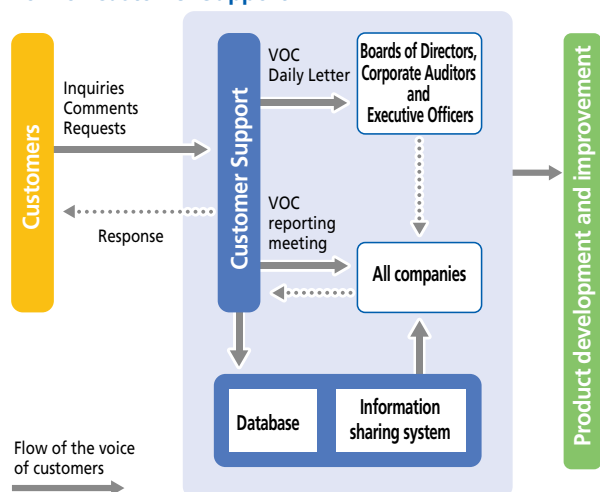 Customers
Inquiries
Comments
Requests
Response
Customer Support
VOC
Daily Letter
Boards of Directors,
Corporate Auditors
and
Executive Officers
VOC
reporting
meeting
All companies
Database
Information
sharing system
Product development and improvement
Flow of the voice
of customers